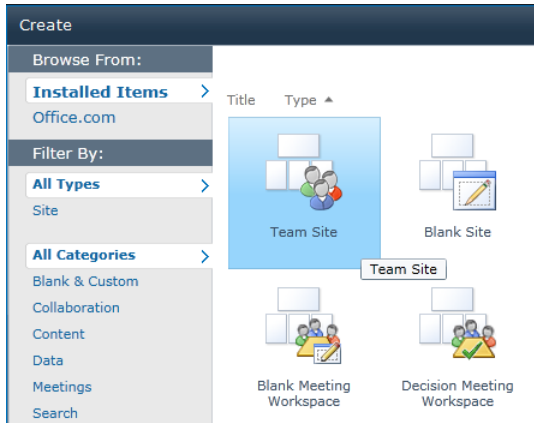 Create
Browse From:
Installed Items
Office.com
Filter By:
All Types
Site
All Categories
Blank & Custom
Collaboration
Content
Data
Meetings
Search
Title Type
Team Site
Blank Site
Team Site
Blank Meeting
Workspace
Decision Meeting
Workspace